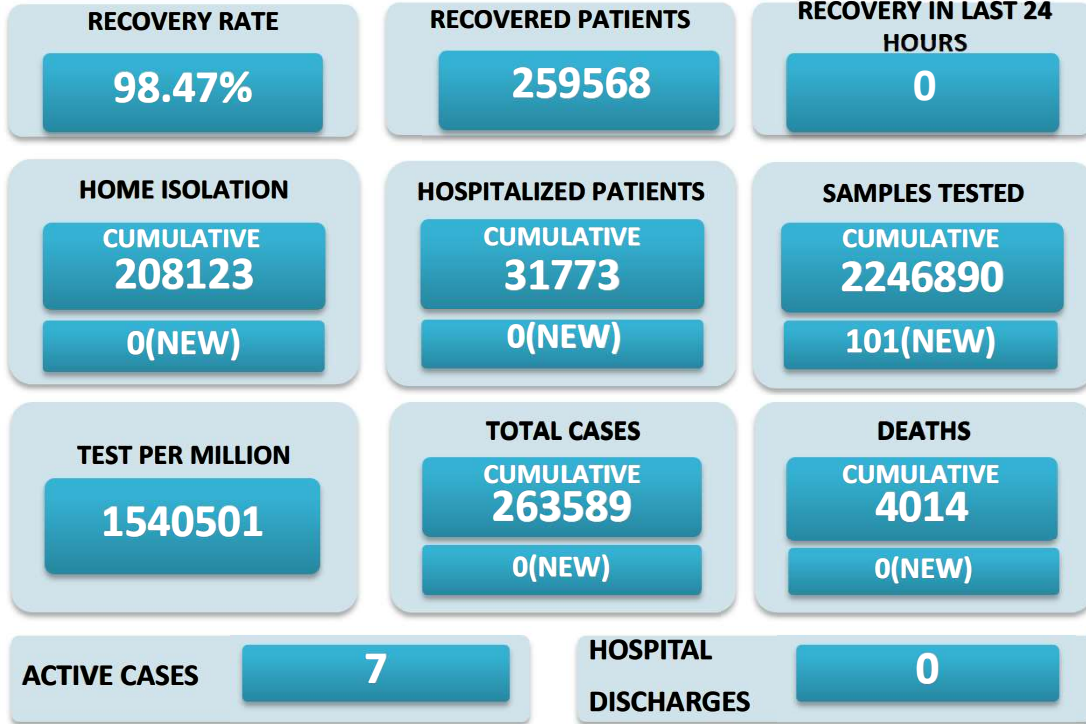 RECOVERY RATE
98.47%
RECOVERED PATIENTS
259568
RECOVERY IN LAST 24
HOURS
0
HOME ISOLATION
CUMULATIVE
208123
0(NEW)
HOSPITALIZED PATIENTS
CUMULATIVE
31773
0(NEW)
SAMPLES TESTED
CUMULATIVE
2246890
101(NEW)
TEST PER MILLION
1540501
TOTAL CASES
CUMULATIVE
263589
0(NEW)
DEATHS
CUMULATIVE
4014
0(NEW)
ACTIVE CASES
7
HOSPITAL
DISCHARGES
0